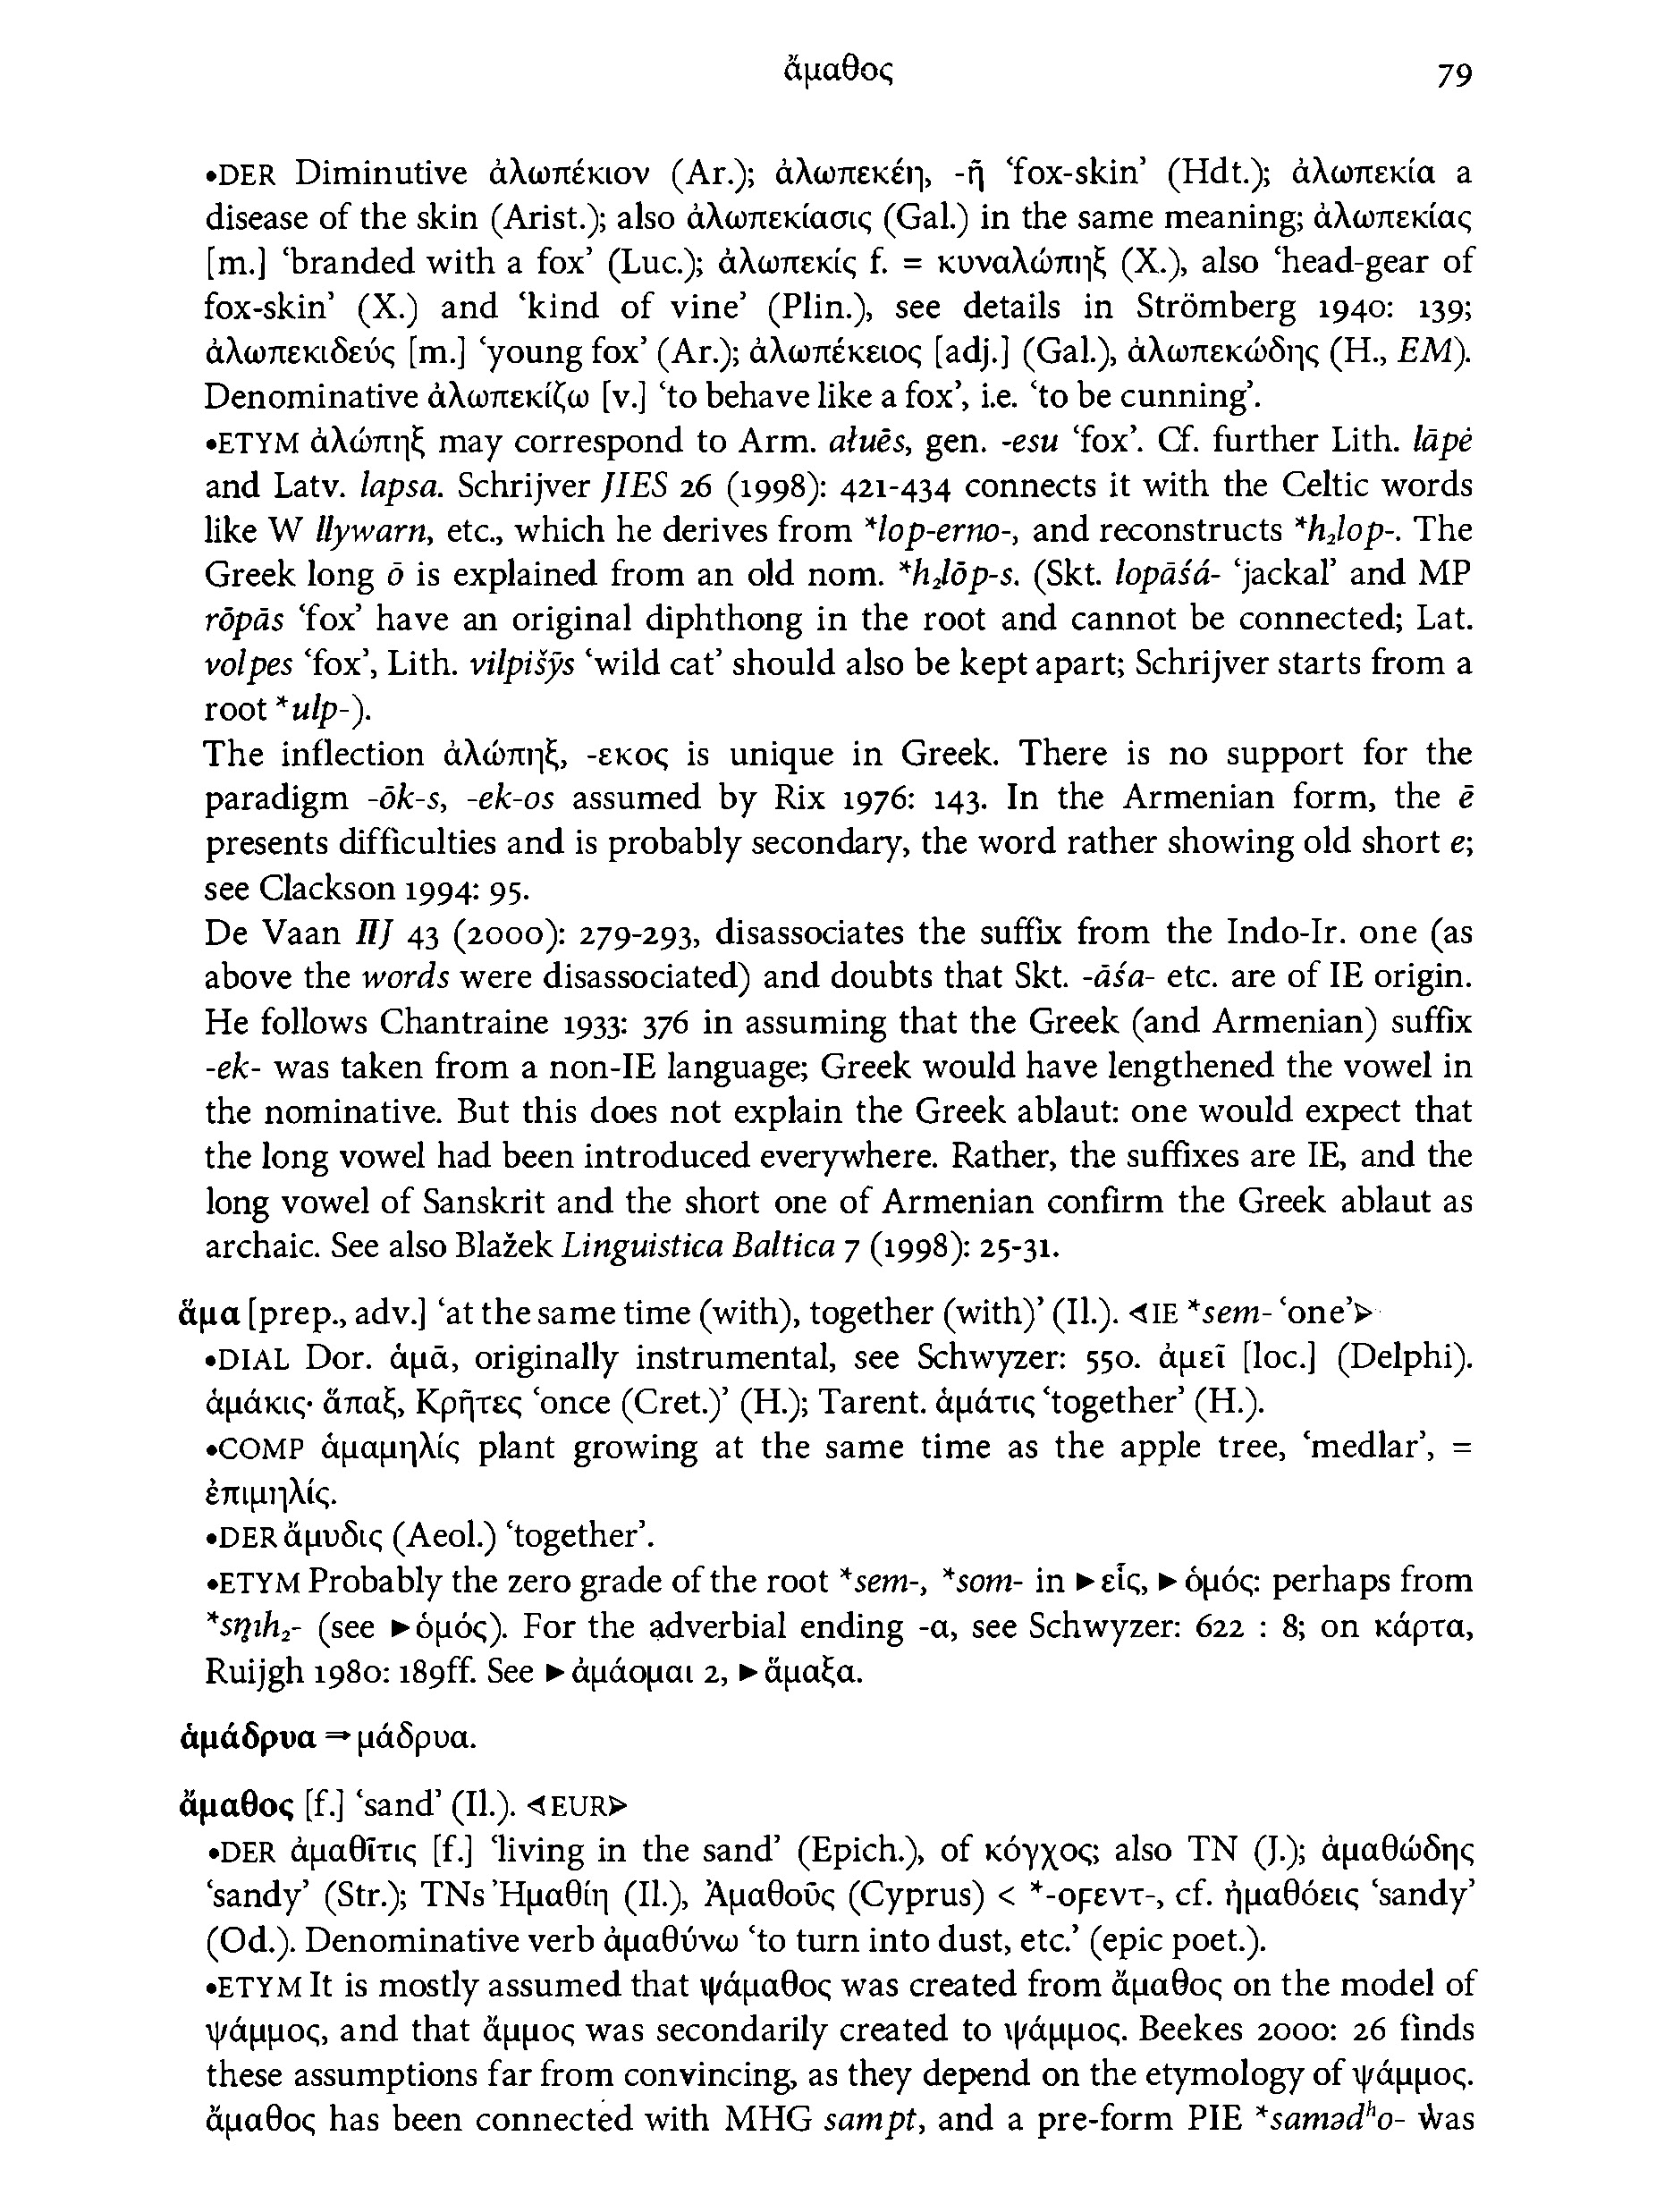 ἄμαθος 79
•DER Diminutive ἀλωπέκιον (Ar.); ἀλωπεκέη, -ῆ ‘fox-skin’ (Hdt.); ἀλωπεκία a
disease of the skin (Arist.); also ἀλωπεκίασις (Gal.) in the same meaning; ἀλωπεκίας
[m.] ‘branded with a fox’ (Luc.); ἀλωπεκίς f. = κυναλώπηξ (X.), also ‘head-gear of
fox-skin’ (X.) and ‘kind of vine’ (Plin.), see details in Strömberg 1940: 139;
ἀλωπεκιδεύς [m.] ‘young fox’ (Ar.); ἀλωπέκειος [adj.] (Gal.), ἀλωπεκώδης (H., EM).
Denominative ἀλωπεκίζω [v.] ‘to behave like a fox’, i.e. ‘to be cunning’.
•ETYM ἀλώπηξ may correspond to Arm. ałuēs, gen. -esu ‘fox’. Cf. further Lith. lãpė
and Latv. lapsa. Schrijver JIES 26 (1998): 421-434 connects it with the Celtic words
like W llywarn, etc., which he derives from *lop-erno-, and reconstructs *h₂lop-. The
Greek long ō is explained from an old nom. *h₂lōp-s. (Skt. lopāśá- ‘jackal’ and MP
rōpās ‘fox’ have an original diphthong in the root and cannot be connected; Lat.
volpes ‘fox’, Lith. vilpišỹs ‘wild cat’ should also be kept apart; Schrijver starts from a
root *ulp-).
The inflection ἀλώπηξ, -εκος is unique in Greek. There is no support for the
paradigm -ōk-s, -ek-os assumed by Rix 1976: 143. In the Armenian form, the ē
presents difficulties and is probably secondary, the word rather showing old short e;
see Clackson 1994: 95.
De Vaan IIJ 43 (2000): 279-293, disassociates the suffix from the Indo-Ir. one (as
above the words were disassociated) and doubts that Skt. -āśa- etc. are of IE origin.
He follows Chantraine 1933: 376 in assuming that the Greek (and Armenian) suffix
-ek- was taken from a non-IE language; Greek would have lengthened the vowel in
the nominative. But this does not explain the Greek ablaut: one would expect that
the long vowel had been introduced everywhere. Rather, the suffixes are IE, and the
long vowel of Sanskrit and the short one of Armenian confirm the Greek ablaut as
archaic. See also Blažek Linguistica Baltica 7 (1998): 25-31.
ἅμα [prep., adv.] ‘at the same time (with), together (with)’ (Il.). ◁IE *sem- ‘one’▷
•DIAL Dor. ἁμᾶ, originally instrumental, see Schwyzer: 550. ἁμεῖ [loc.] (Delphi).
ἁμάκις· ἅπαξ, Κρῆτες ‘once (Cret.)’ (H.); Tarent. ἁμάτις ‘together’ (H.).
•COMP ἁμαμηλίς plant growing at the same time as the apple tree, ‘medlar’, =
ἐπιμηλίς.
•DER ἄμυδις (Aeol.) ‘together’.
•ETYM Probably the zero grade of the root *sem-, *som- in ►εἷς, ►ὁμός: perhaps from
*sm̥h₂- (see ►ὁμός). For the adverbial ending -α, see Schwyzer: 622 : 8; on κάρτα,
Ruijgh 1980: 189ff. See ►ἀμάομαι 2, ►ἅμαξα.
ἁμάδρυα ⇒ μάδρυα.
ἄμαθος [f.] ‘sand’ (Il.). ◁EUR▷
•DER ἀμαθῖτις [f.] ‘living in the sand’ (Epich.), of κόγχος; also TN (J.); ἀμαθώδης
‘sandy’ (Str.); TNs Ἠμαθίη (Il.), Ἀμαθοῦς (Cyprus) < *-οϝεντ-, cf. ἠμαθόεις ‘sandy’
(Od.). Denominative verb ἀμαθύνω ‘to turn into dust, etc.’ (epic poet.).
•ETYM It is mostly assumed that ψάμαθος was created from ἄμαθος on the model of
ψάμμος, and that ἄμμος was secondarily created to ψάμμος. Beekes 2000: 26 finds
these assumptions far from convincing, as they depend on the etymology of ψάμμος.
ἄμαθος has been connected with MHG sampt, and a pre-form PIE *samədʰo- was